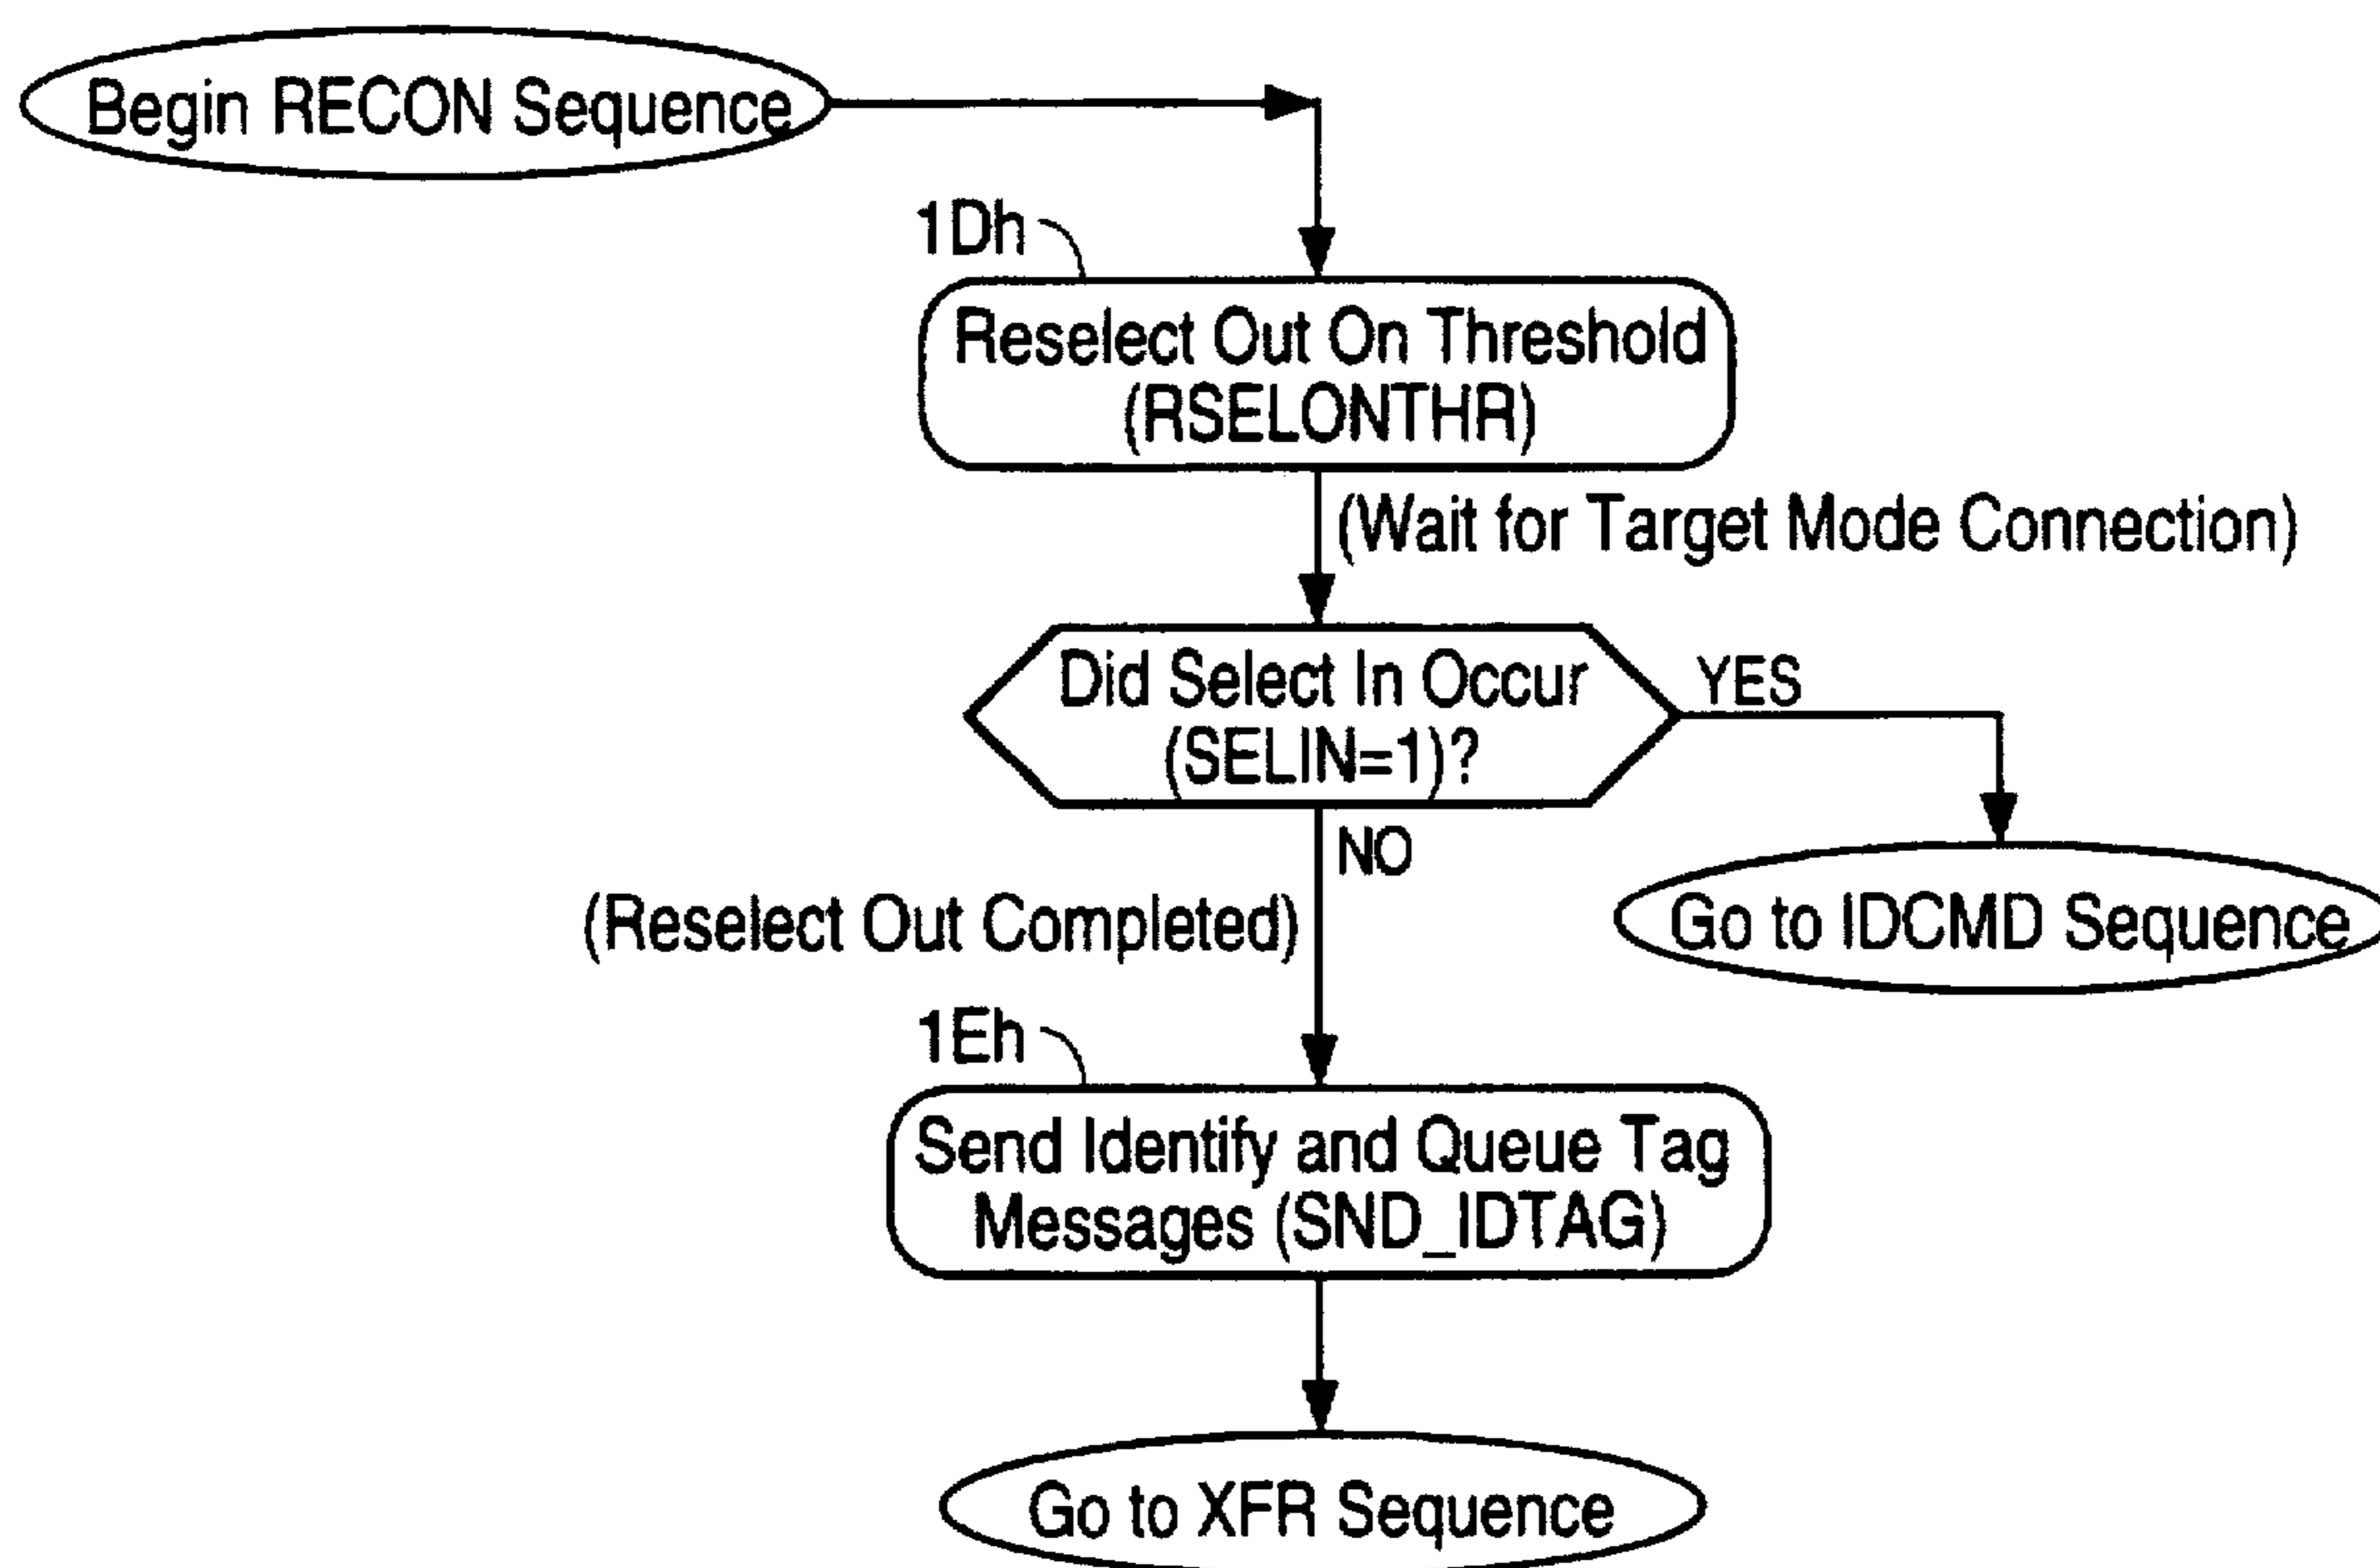 Begin RECON Sequence
1Dh
Reselect Out On Threshold
(RSELONTHR)
(Wait for Target Mode Connection)
Did Select In Occur
(SELIN=1)?
YES
NO
(Reselect Out Completed)
Go to IDCMD Sequence
1Eh
Send Identify and Queue Tag
Messages (SND_IDTAG)
Go to XFR Sequence